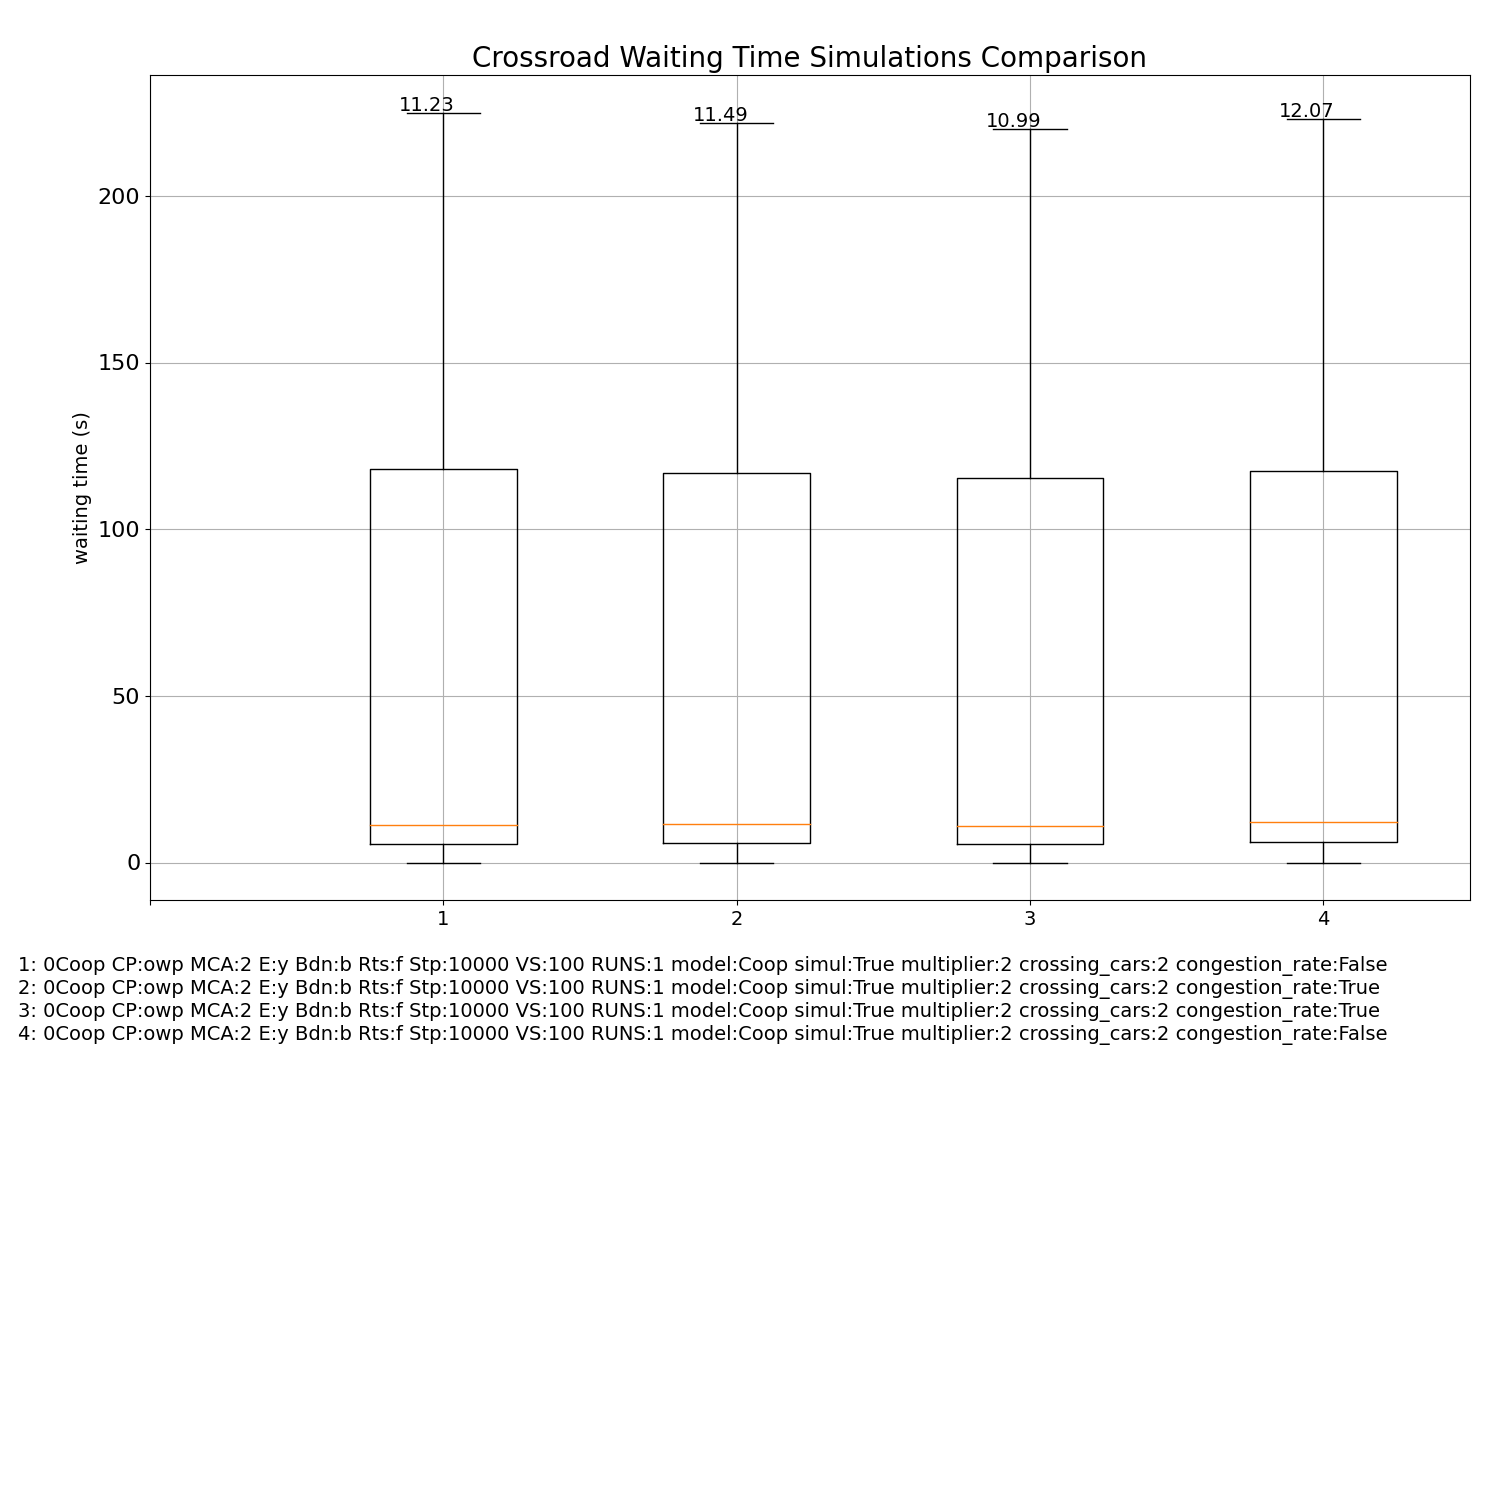 Crossroad Waiting Time Simulations Comparison
11.23
11.49
10.99
12.07
200
150
100
50
0
waiting time (s)
1
2
3
4
1: 0Coop CP:owp MCA:2 E:y Bdn:b Rts:f Stp:10000 VS:100 RUNS:1 model:Coop simul:True multiplier:2 crossing_cars:2 congestion_rate:False
2: 0Coop CP:owp MCA:2 E:y Bdn:b Rts:f Stp:10000 VS:100 RUNS:1 model:Coop simul:True multiplier:2 crossing_cars:2 congestion_rate:True
3: 0Coop CP:owp MCA:2 E:y Bdn:b Rts:f Stp:10000 VS:100 RUNS:1 model:Coop simul:True multiplier:2 crossing_cars:2 congestion_rate:True
4: 0Coop CP:owp MCA:2 E:y Bdn:b Rts:f Stp:10000 VS:100 RUNS:1 model:Coop simul:True multiplier:2 crossing_cars:2 congestion_rate:False